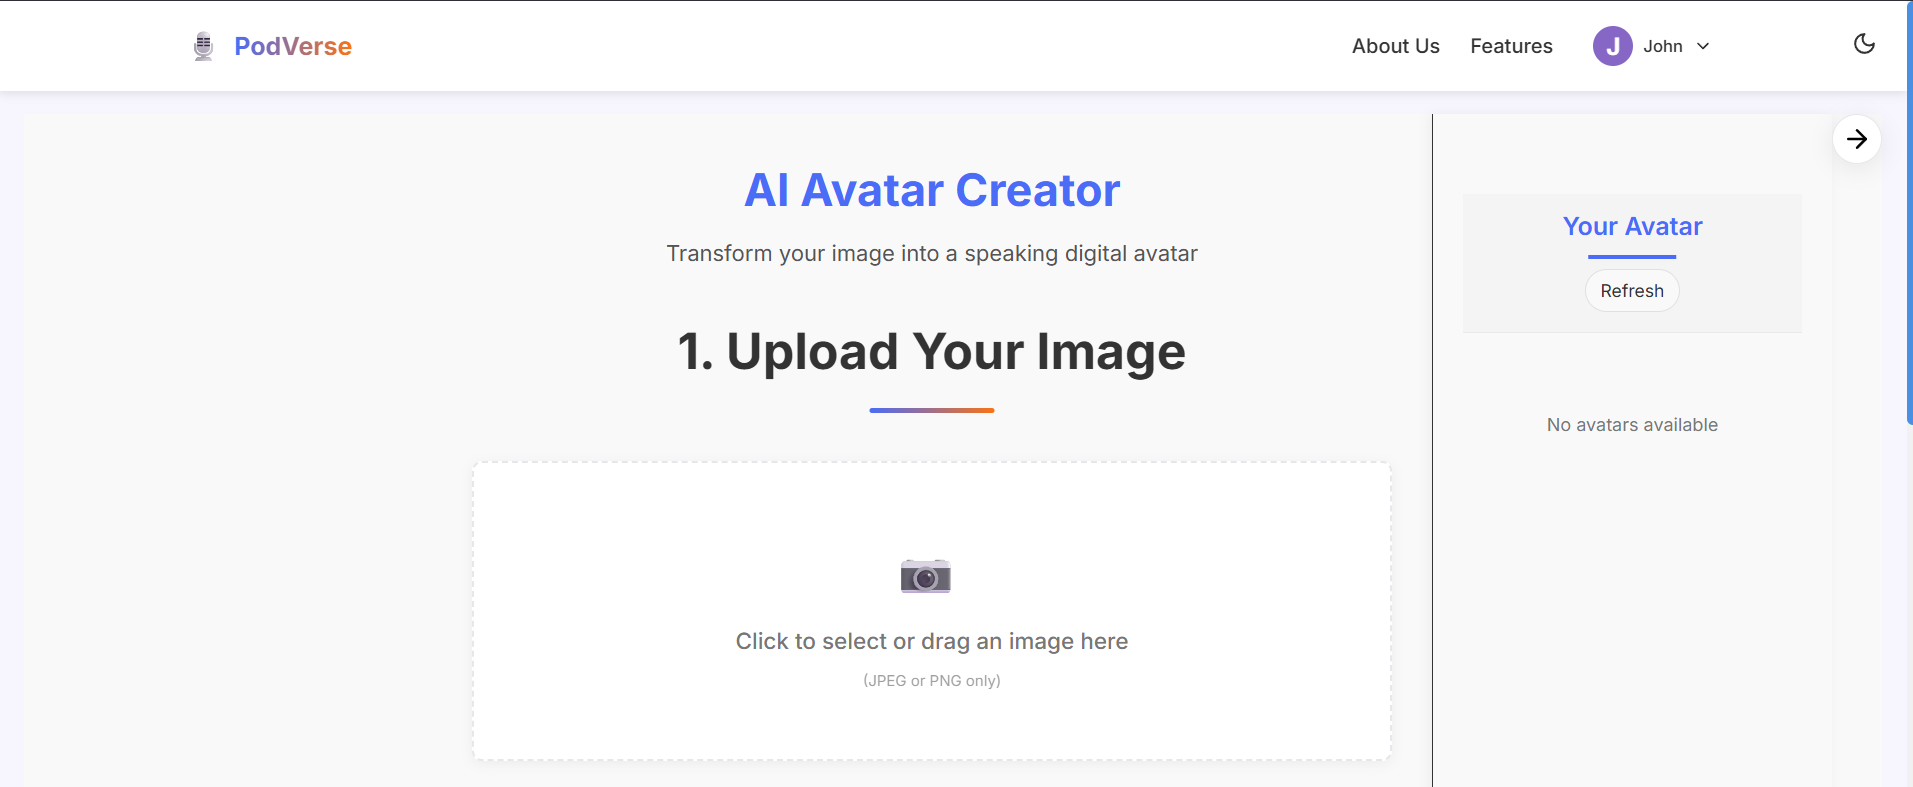 PodVerse
About Us
Features
J
John
AI Avatar Creator
Transform your image into a speaking digital avatar
1. Upload Your Image
Click to select or drag an image here
(JPEG or PNG only)
Your Avatar
Refresh
No avatars available